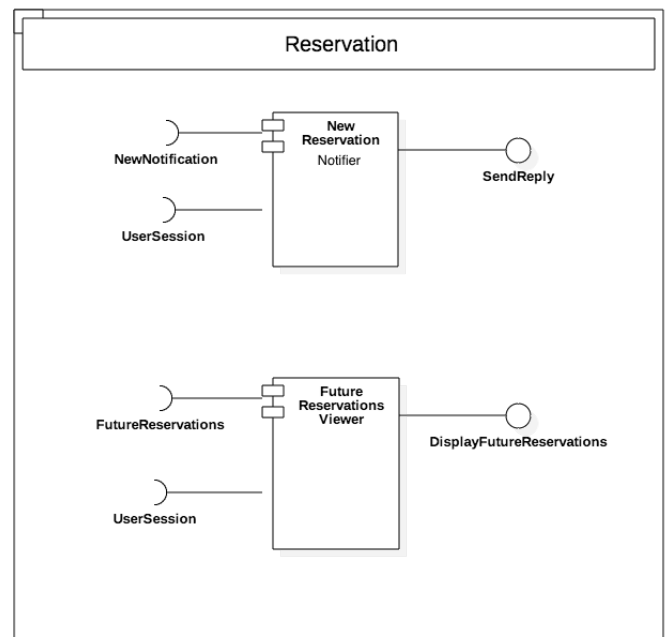 Reservation
New
Reservation
Notifier
NewNotification
SendReply
UserSession
Future
Reservations
Viewer
FutureReservations
DisplayFutureReservations
UserSession